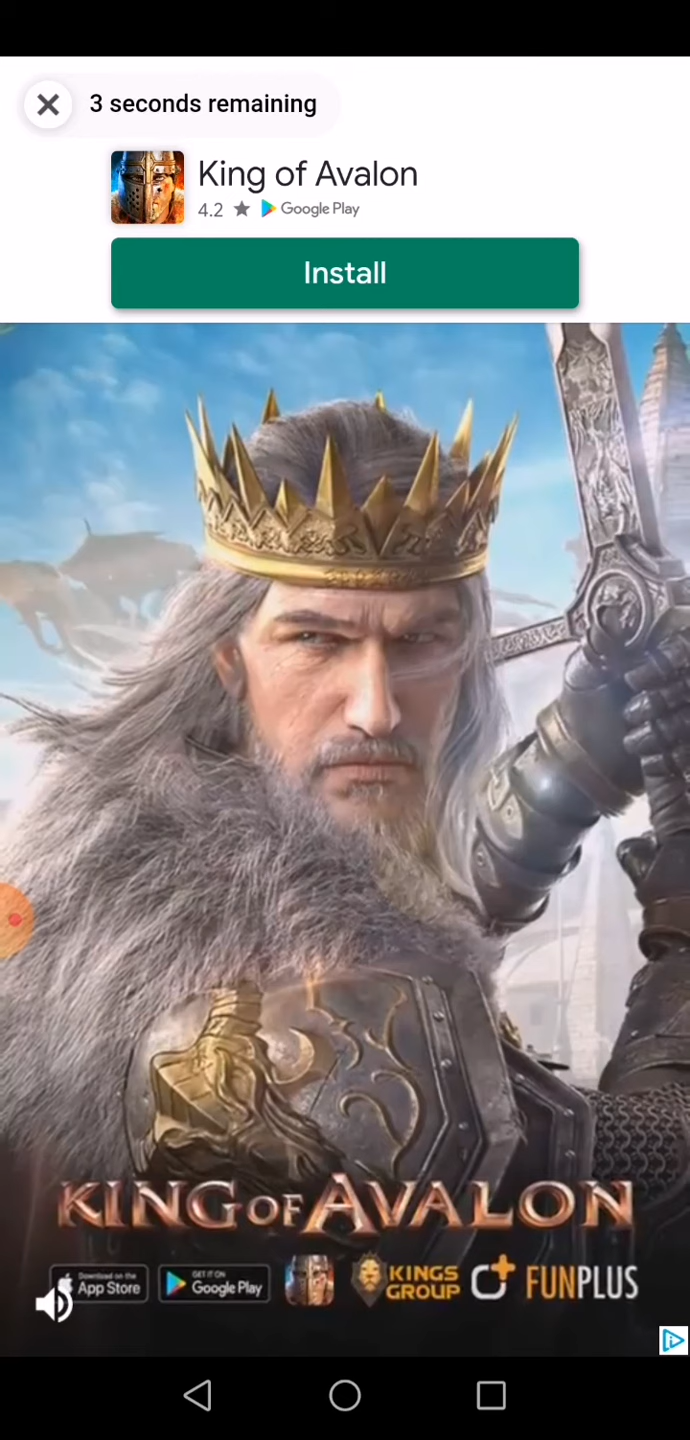 3 seconds remaining
King of Avalon
4.2 ★ Google Play
Install
KING OF AVALON
Download on the
App Store
GET IT ON
Google Play
KINGS
GROUP
FUNPLUS